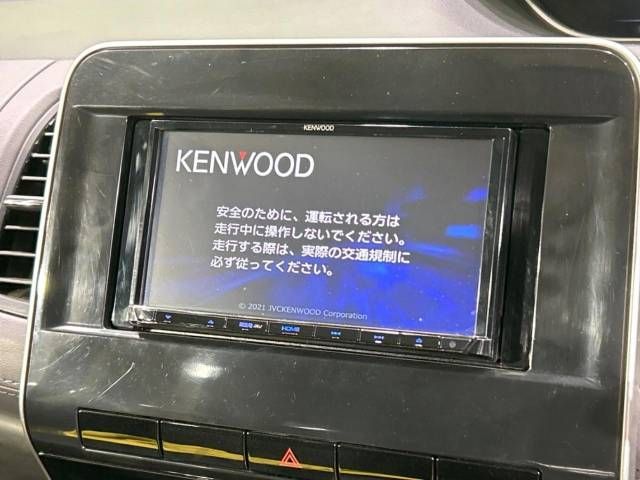 KENWOOD
KENWOOD
安全のために、運転される方は
走行中に操作しないでください。
走行する際は、実際の交通規制に
必ず従ってください。
© 2021 JVCKENWOOD Corporation
HOME